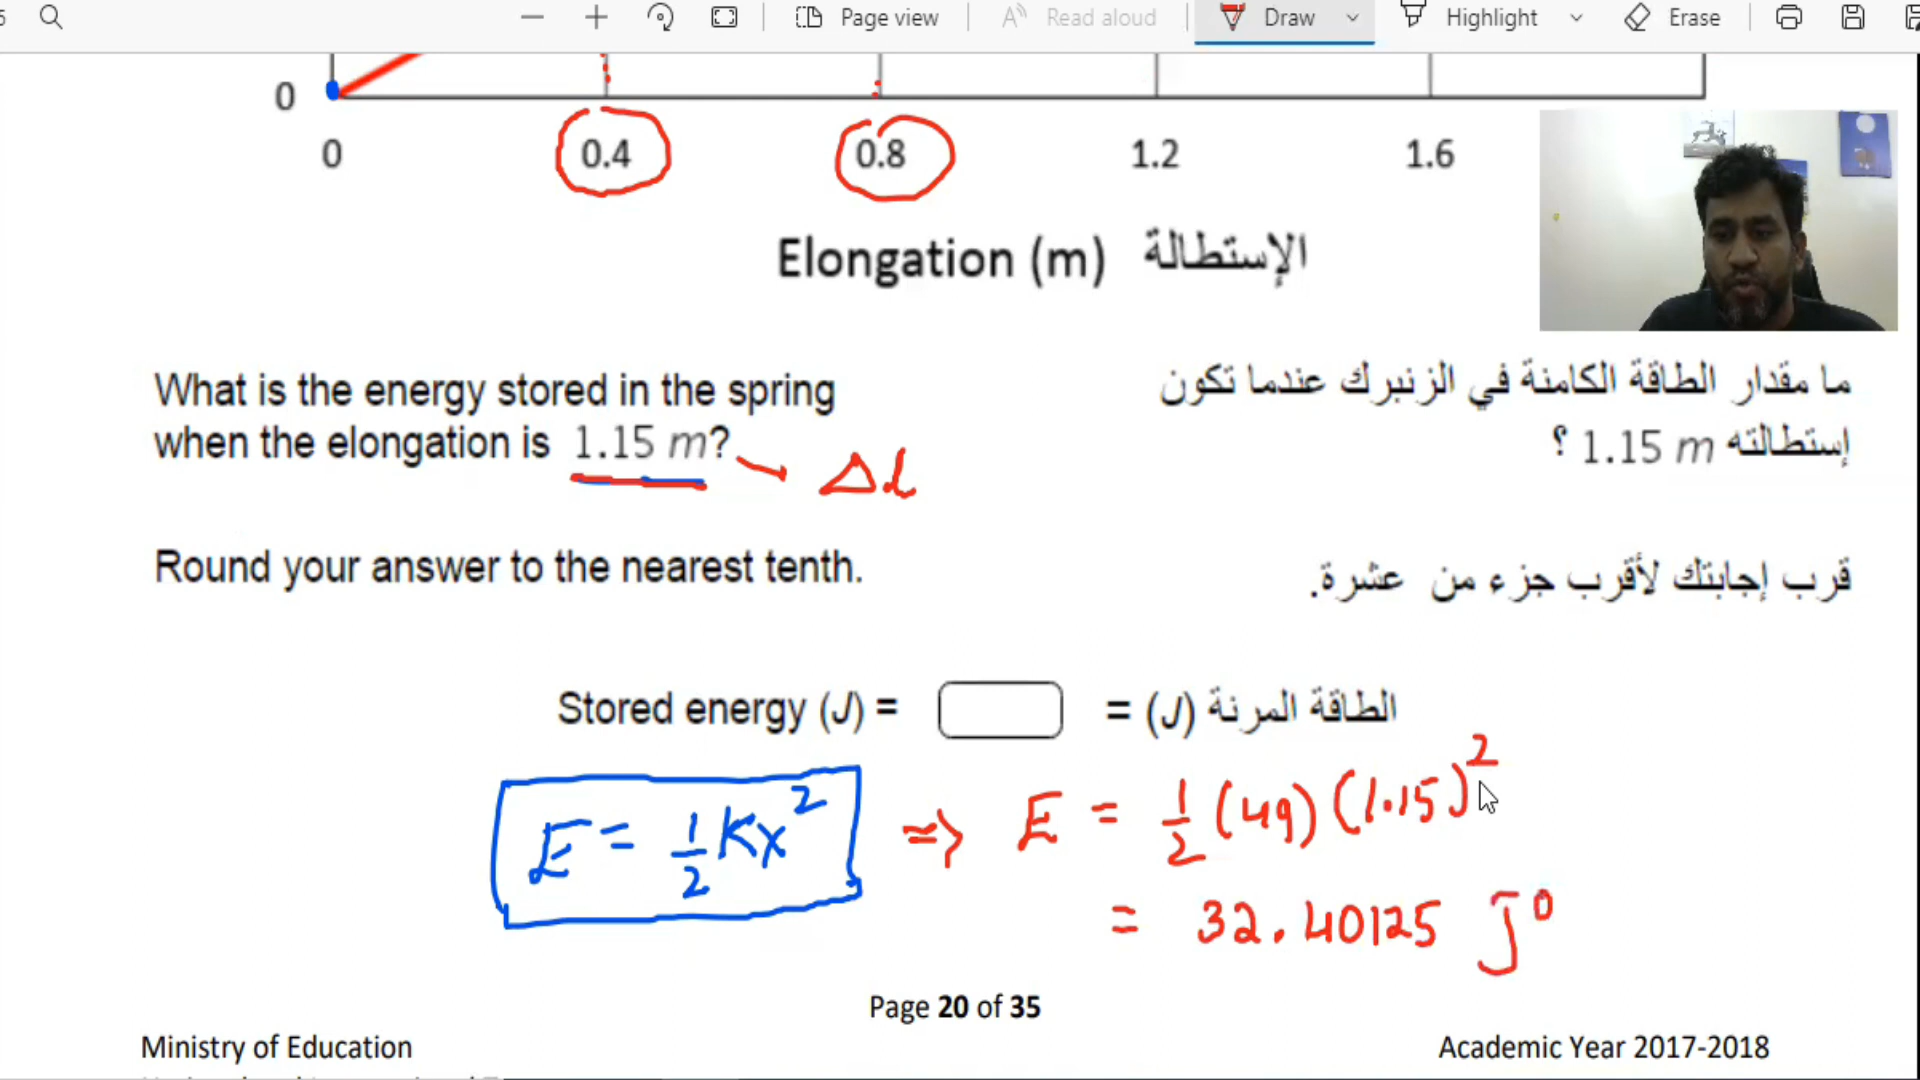 Page view
Read aloud
Draw
Highlight
Erase
0
0 0.4 0.8 1.2 1.6
Elongation (m) الإستطالة
What is the energy stored in the spring
when the elongation is 1.15 m?
Δl
ما مقدار الطاقة الكامنة في الزنبرك عندما تكون
إستطالته 1.15 m ؟
Round your answer to the nearest tenth.
قرب إجابتك لأقرب جزء من عشرة.
Stored energy (J) =
= (J) الطاقة المرنة
E = 1/2 Kx²
=> E = 1/2 (49) (1.15)²
= 32.40125 J
Page 20 of 35
Ministry of Education
Academic Year 2017-2018